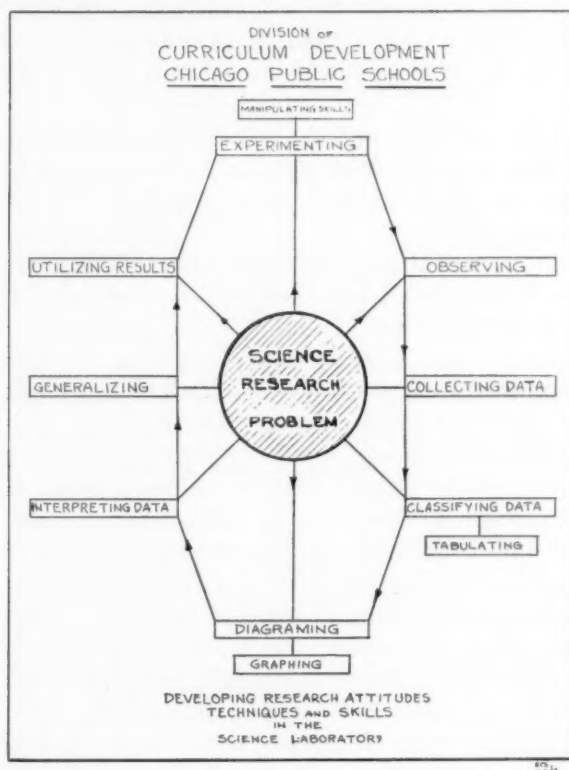 DIVISION OF
CURRICULUM DEVELOPMENT
CHICAGO PUBLIC SCHOOLS
MANIPULATING SKILLS
EXPERIMENTING
UTILIZING RESULTS
OBSERVING
SCIENCE
RESEARCH
PROBLEM
GENERALIZING
COLLECTING DATA
INTERPRETING DATA
CLASSIFYING DATA
TABULATING
DIAGRAMING
GRAPHING
DEVELOPING RESEARCH ATTITUDES
TECHNIQUES AND SKILLS
IN THE
SCIENCE LABORATORY